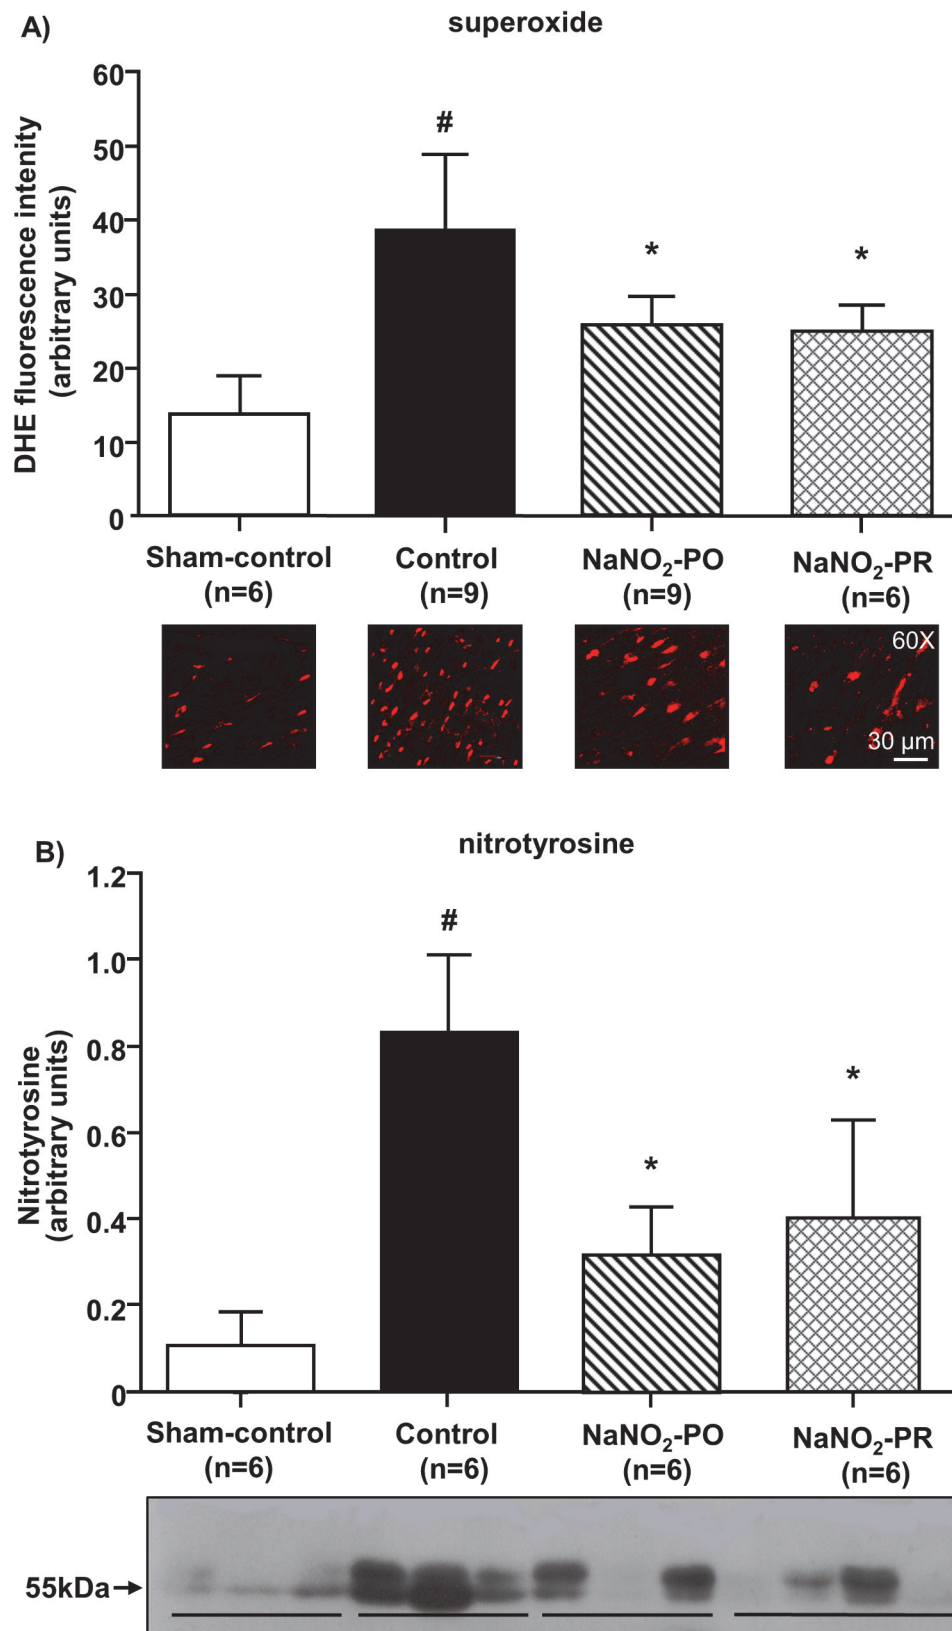 A)
superoxide
DHE fluorescence intenity
(arbitrary units)
60
50
40
30
20
10
0
#
*
*
Sham-control
(n=6)
Control
(n=9)
NaNO₂-PO
(n=9)
NaNO₂-PR
(n=6)
60X
30 µm
B)
nitrotyrosine
Nitrotyrosine
(arbitrary units)
1.2
1.0
0.8
0.6
0.4
0.2
0
#
*
*
Sham-control
(n=6)
Control
(n=6)
NaNO₂-PO
(n=6)
NaNO₂-PR
(n=6)
55kDa